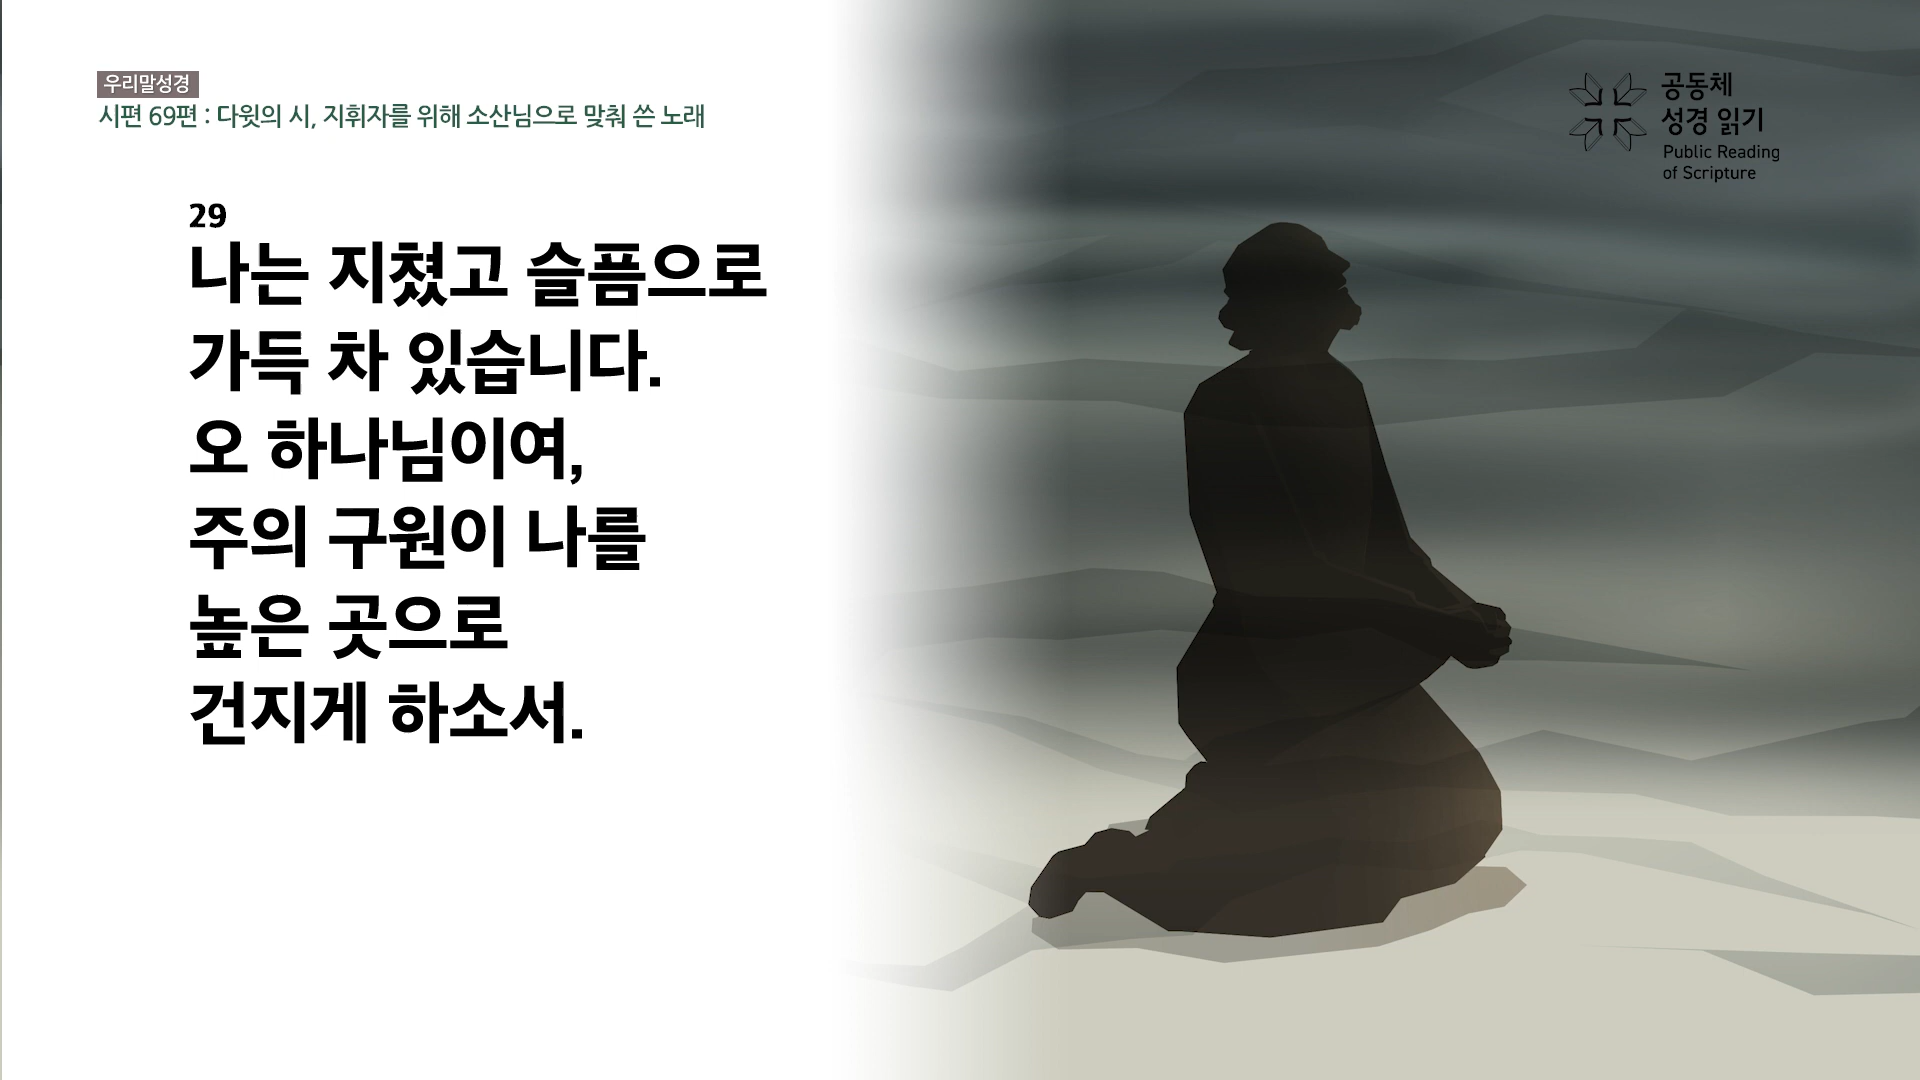 우리말성경
시편 69편 : 다윗의 시, 지휘자를 위해 소산님으로 맞춰 쓴 노래
29
나는 지쳤고 슬픔으로
가득 차 있습니다.
오 하나님이여,
주의 구원이 나를
높은 곳으로
건지게 하소서.
공동체
성경 읽기
Public Reading
of Scripture